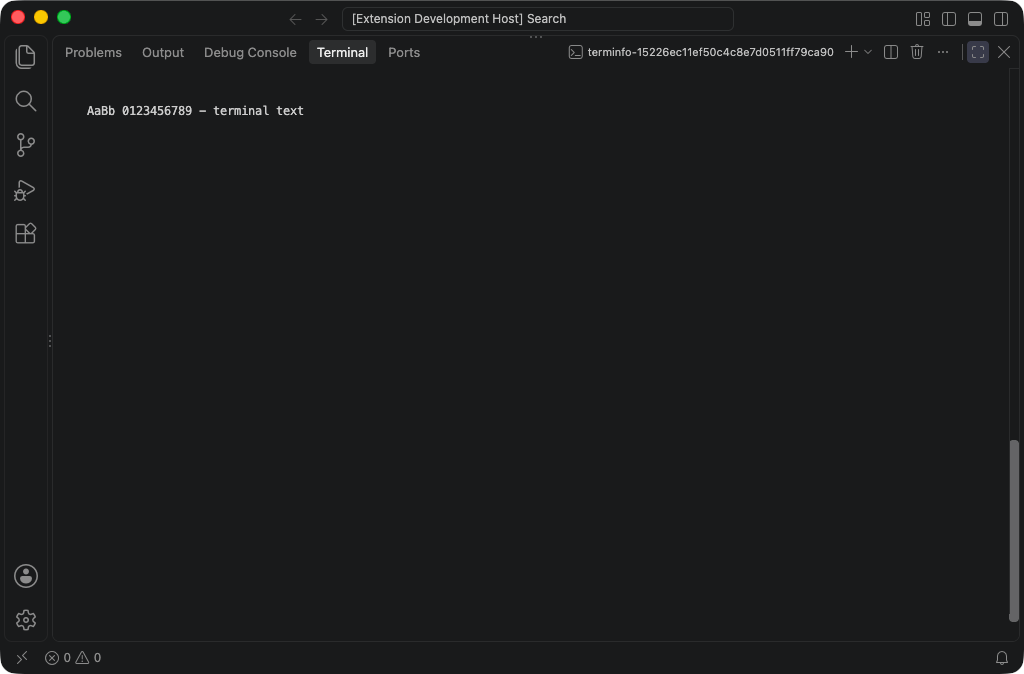 [Extension Development Host] Search
Problems Output Debug Console Terminal Ports
terminfo-15226ec11ef50c4c8e7d0511ff79ca90
AaBb 0123456789 — terminal text
0 0